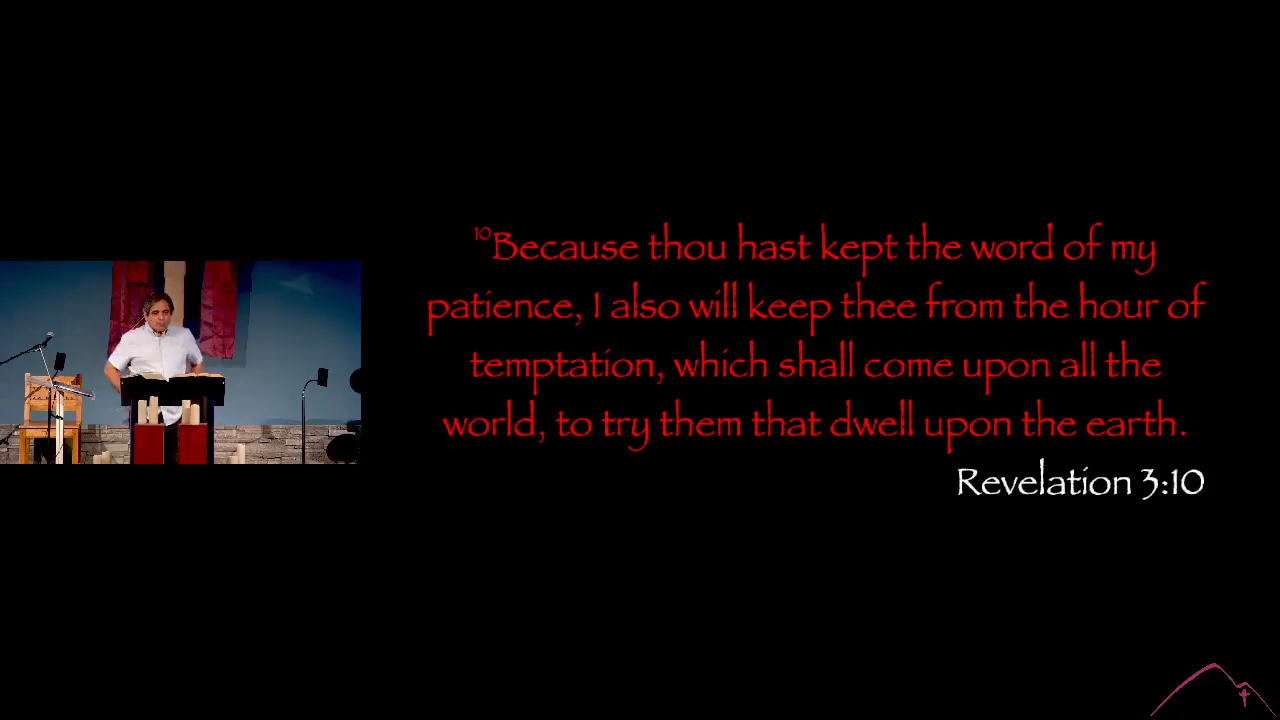 ¹⁰Because thou hast kept the word of my
patience, I also will keep thee from the hour of
temptation, which shall come upon all the
world, to try them that dwell upon the earth.
Revelation 3:10